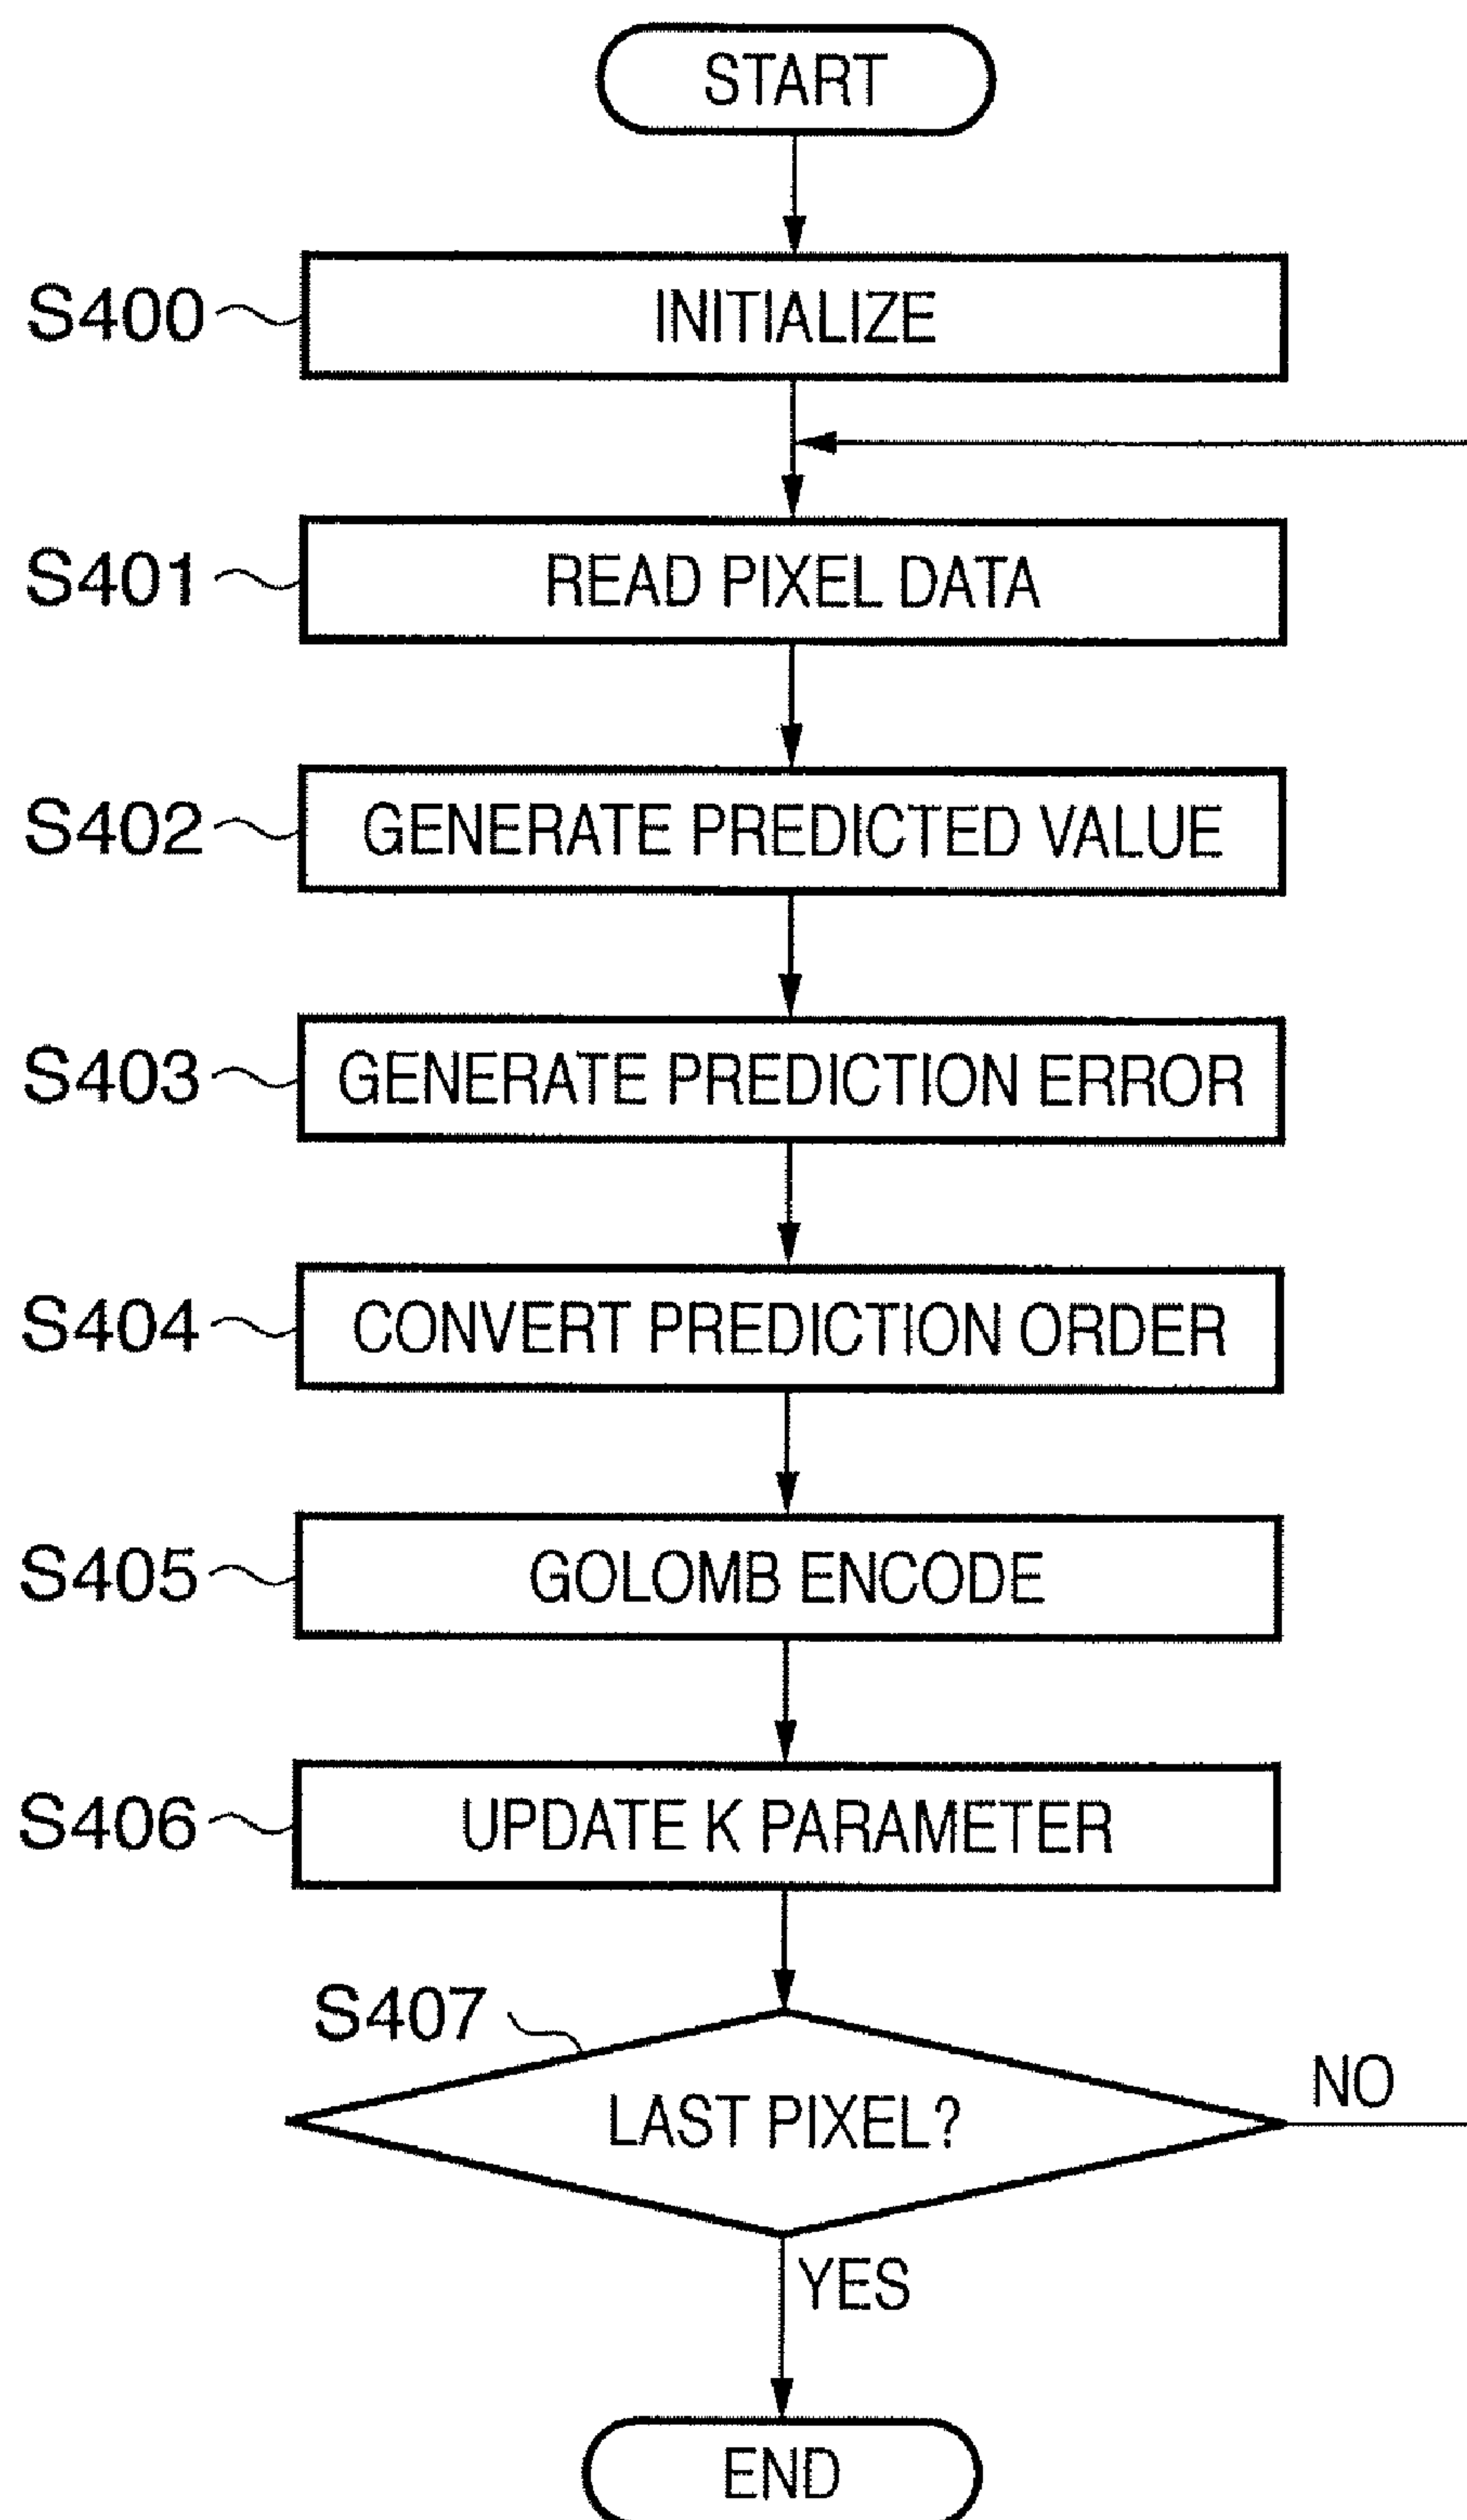 START
S400 INITIALIZE
S401 READ PIXEL DATA
S402 GENERATE PREDICTED VALUE
S403 GENERATE PREDICTION ERROR
S404 CONVERT PREDICTION ORDER
S405 GOLOMB ENCODE
S406 UPDATE K PARAMETER
S407
LAST PIXEL?
NO
YES
END